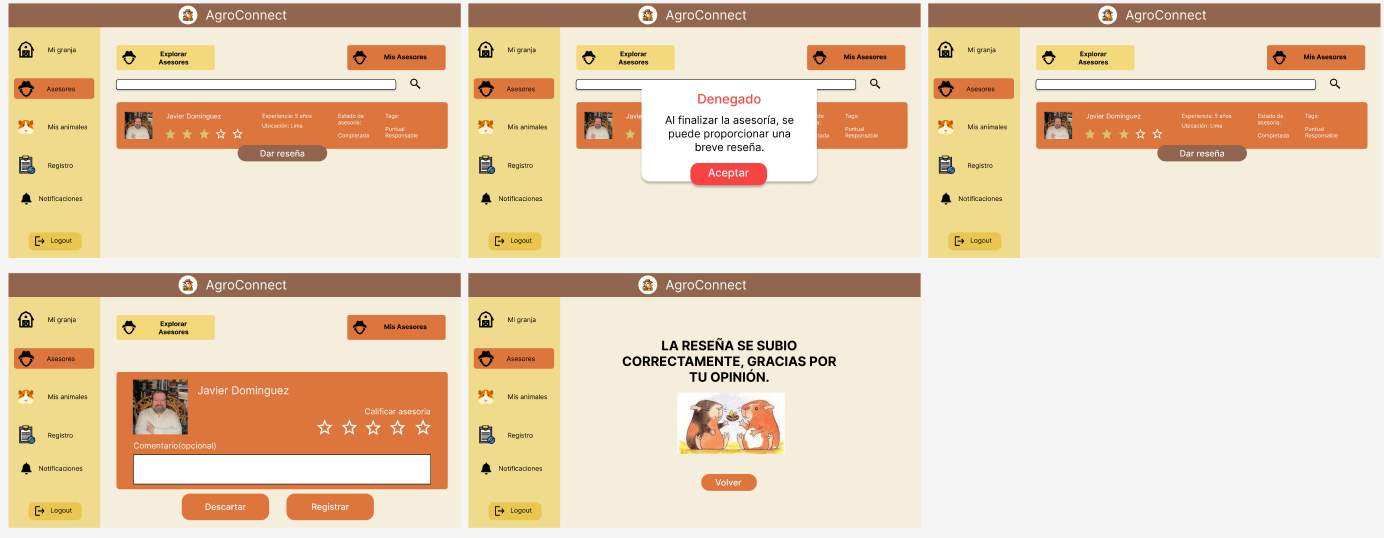 AgroConnect
Mi granja
Asesores
Mis animales
Registro
Notificaciones
Logout
Explorar
Asesores
Mis Asesores
Javier Dominguez
Experiencia: 5 años
Ubicación: Lima
Estado de
asesoría:
Completada
Tags:
Puntual
Responsable
Dar reseña
AgroConnect
Mi granja
Asesores
Mis animales
Registro
Notificaciones
Logout
Explorar
Asesores
Mis Asesores
Denegado
Al finalizar la asesoría, se
puede proporcionar una
breve reseña.
Aceptar
Tags:
Puntual
Responsable
AgroConnect
Mi granja
Asesores
Mis animales
Registro
Notificaciones
Logout
Explorar
Asesores
Mis Asesores
Javier Dominguez
Experiencia: 5 años
Ubicación: Lima
Estado de
asesoría:
Completada
Tags:
Puntual
Responsable
Dar reseña
AgroConnect
Mi granja
Asesores
Mis animales
Registro
Notificaciones
Logout
Explorar
Asesores
Mis Asesores
Javier Dominguez
Calificar asesoría
Comentario(opcional)
Descartar
Registrar
AgroConnect
Mi granja
Asesores
Mis animales
Registro
Notificaciones
Logout
LA RESEÑA SE SUBIO
CORRECTAMENTE, GRACIAS POR
TU OPINIÓN.
Volver